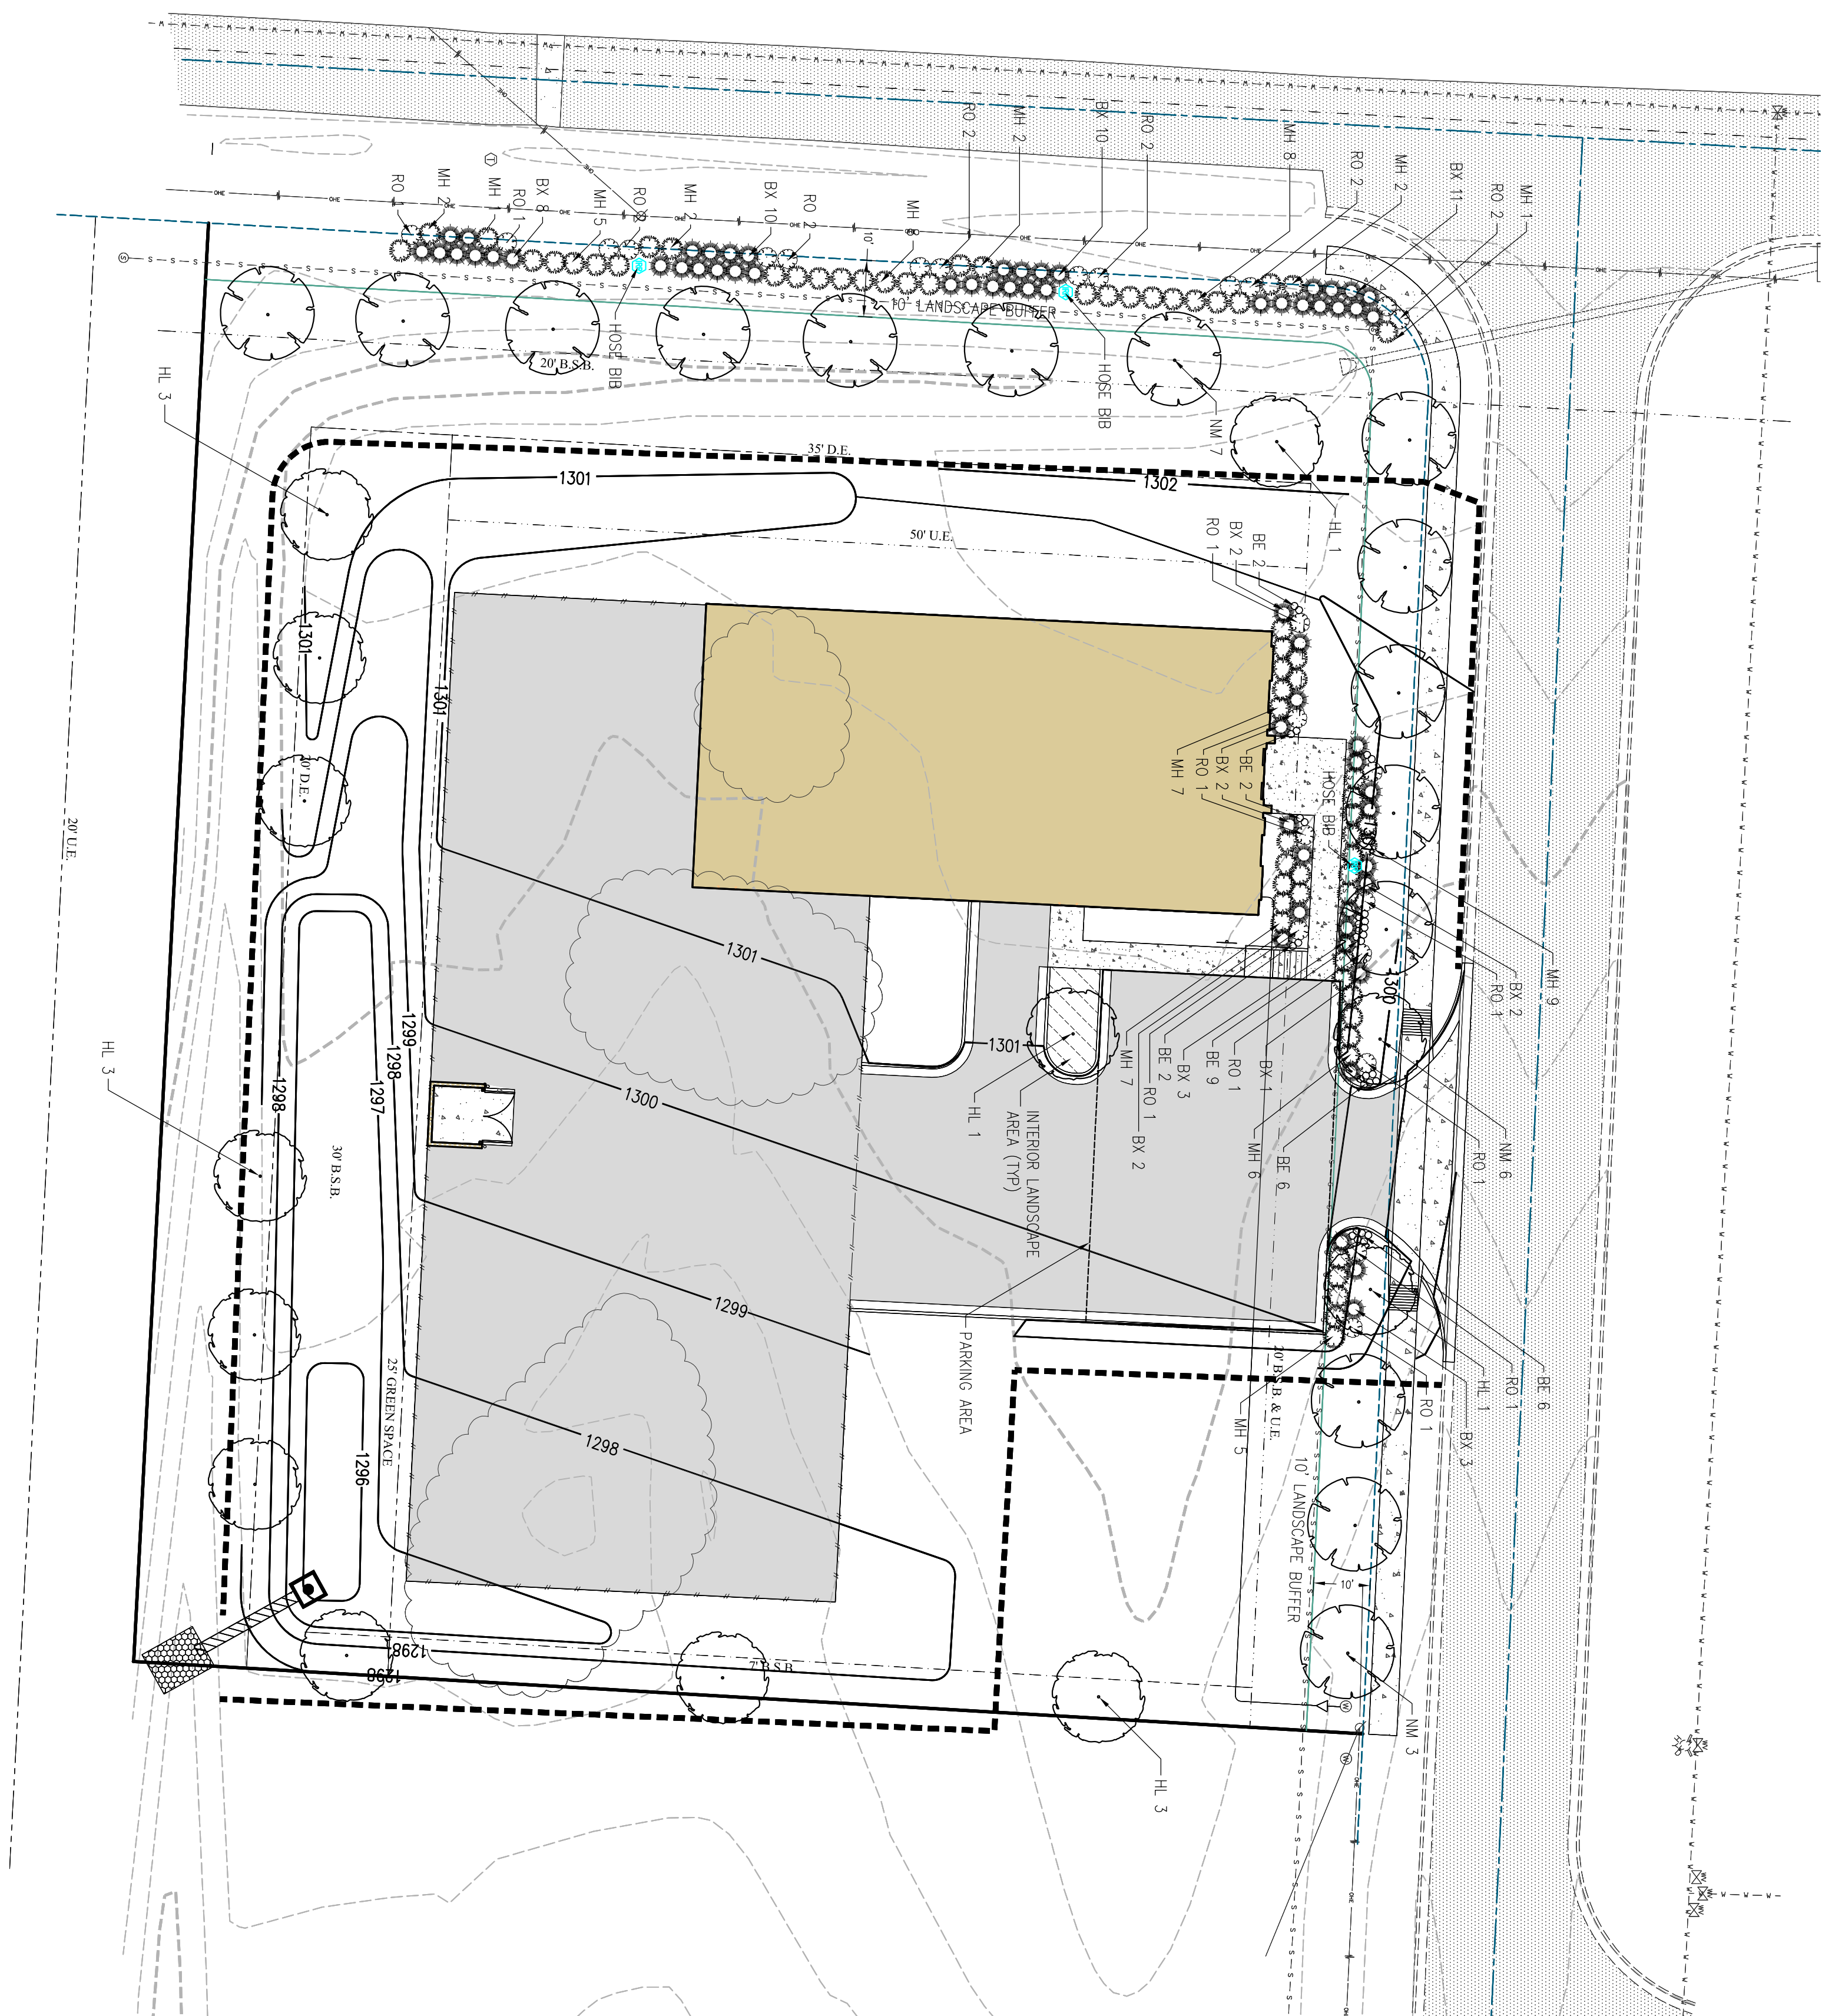 RO 2
MH 2
BX 10
RO 2
MH 8
RO 2
MH 2
BX 11
RO 2
MH 1
MH 2
MH 1
RO 1
BX 8
MH 5
MH 2
BX 10
RO 2
MH 8
10'
10' LANDSCAPE BUFFER
20' B.S.B.
HOSE BIB
HOSE BIB
NM 7
HL 3
35' D.E.
1301
1302
HL 1
50' U.E.
BE 2
BX 2
RO 1
1301
1301
BE 2
BX 2
RO 1
MH 7
HOSE BIB
20' U.E.
1301
1300
MH 9
BX 2
RO 1
1299
1298
1297
1298
1301
1300
HL 1
INTERIOR LANDSCAPE
AREA (TYP)
MH 7
BX 2
RO 1
BE 2
BX 3
BE 9
RO 1
BX 1
MH 6
BE 6
NM 6
RO 1
HL 3
30' B.S.B.
1299
PARKING AREA
20' B.S.B. & U.E.
MH 5
BE 6
RO 1
HL 1
BX 3
RO 1
25' GREEN SPACE
1296
1298
10' LANDSCAPE BUFFER
10'
1298
1298
7' B.S.B.
HL 3
NM 3